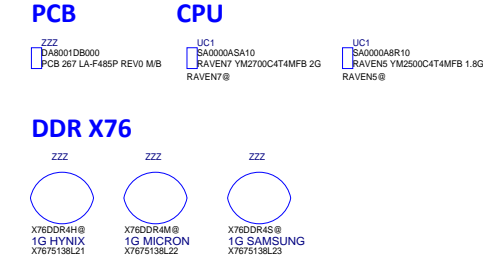 PCB CPU
ZZZ
DA8001DB000
PCB 267 LA-F485P REV0 M/B
UC1
SA0000ASA10
RAVEN7 YM2700C4T4MFB 2G
RAVEN7@
UC1
SA0000A8R10
RAVEN5 YM2500C4T4MFB 1.8G
RAVEN5@
DDR X76
ZZZ ZZZ ZZZ
X76DDR4H@ X76DDR4M@ X76DDR4S@
1G HYNIX 1G MICRON 1G SAMSUNG
X7675138L21 X7675138L22 X7675138L23